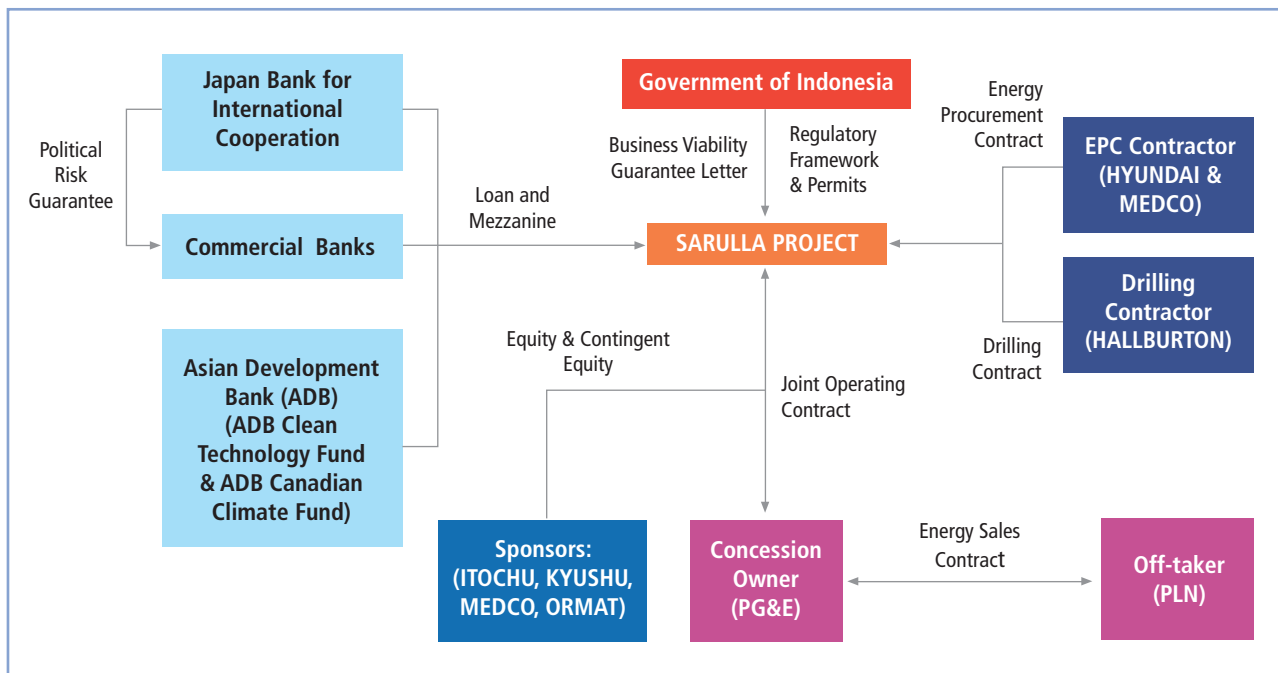 Japan Bank for
International
Cooperation
Political
Risk
Guarantee
Commercial Banks
Loan and
Mezzanine
Asian Development
Bank (ADB)
(ADB Clean
Technology Fund
& ADB Canadian
Climate Fund)
Government of Indonesia
Business Viability
Guarantee Letter
Regulatory
Framework
& Permits
SARULLA PROJECT
Energy
Procurement
Contract
EPC Contractor
(HYUNDAI &
MEDCO)
Drilling
Contractor
(HALLBURTON)
Drilling
Contract
Equity & Contingent
Equity
Joint Operating
Contract
Sponsors:
(ITOCHU, KYUSHU,
MEDCO, ORMAT)
Concession
Owner
(PG&E)
Energy Sales
Contract
Off-taker
(PLN)